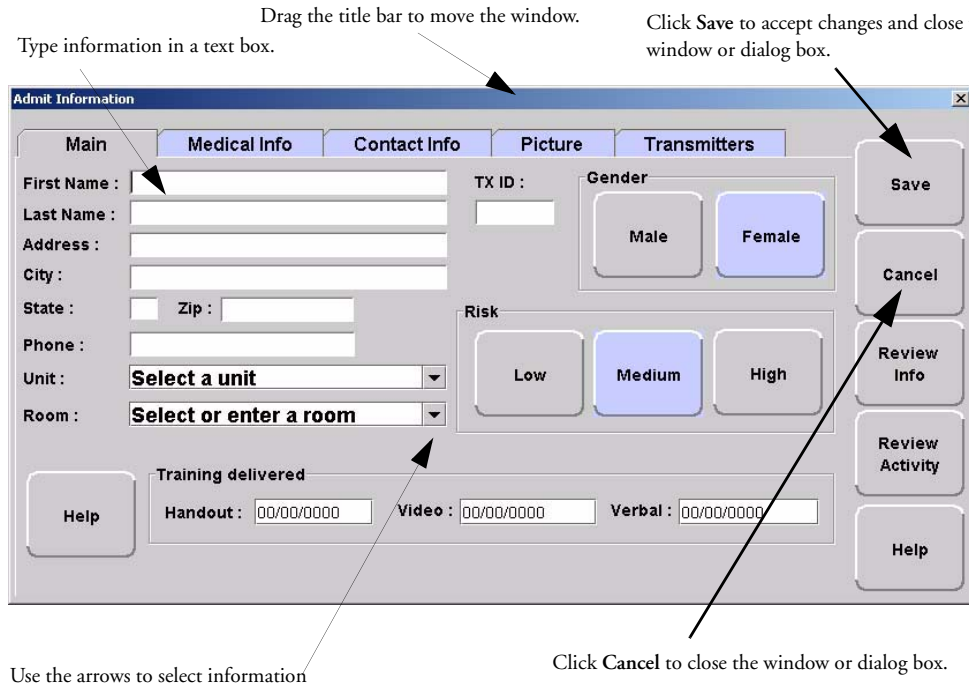 Drag the title bar to move the window.
Click Save to accept changes and close
window or dialog box.
Type information in a text box.
Admit Information
Main Medical Info Contact Info Picture Transmitters
First Name :
TX ID :
Gender
Save
Last Name :
Male Female
Address :
City :
Cancel
State : Zip :
Risk
Phone :
Review
Info
Unit : Select a unit
Low Medium High
Room : Select or enter a room
Review
Activity
Training delivered
Help
Handout : 00/00/0000 Video : 00/00/0000 Verbal : 00/00/0000
Help
Use the arrows to select information
Click Cancel to close the window or dialog box.